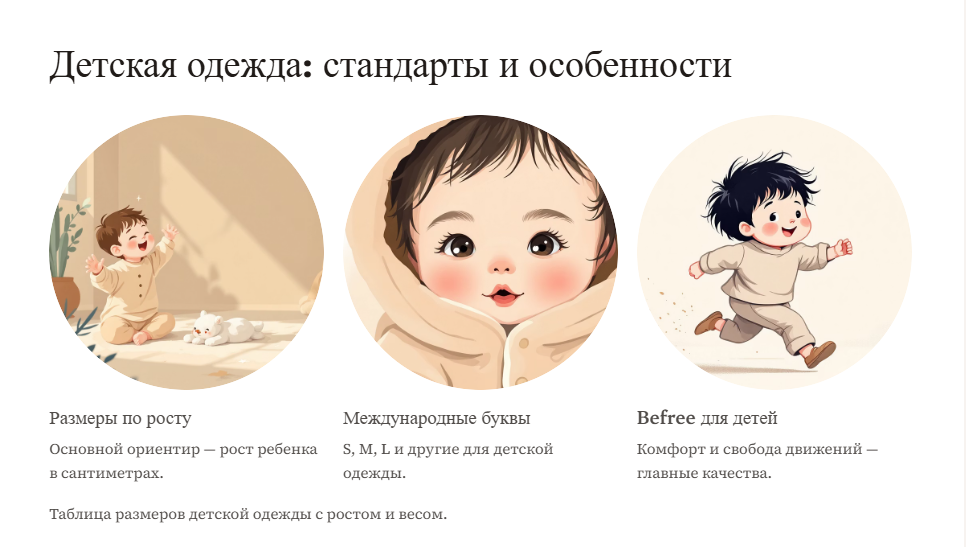 Детская одежда: стандарты и особенности
Размеры по росту
Основной ориентир — рост ребенка
в сантиметрах.
Международные буквы
S, M, L и другие для детской
одежды.
Befree для детей
Комфорт и свобода движений —
главные качества.
Таблица размеров детской одежды с ростом и весом.